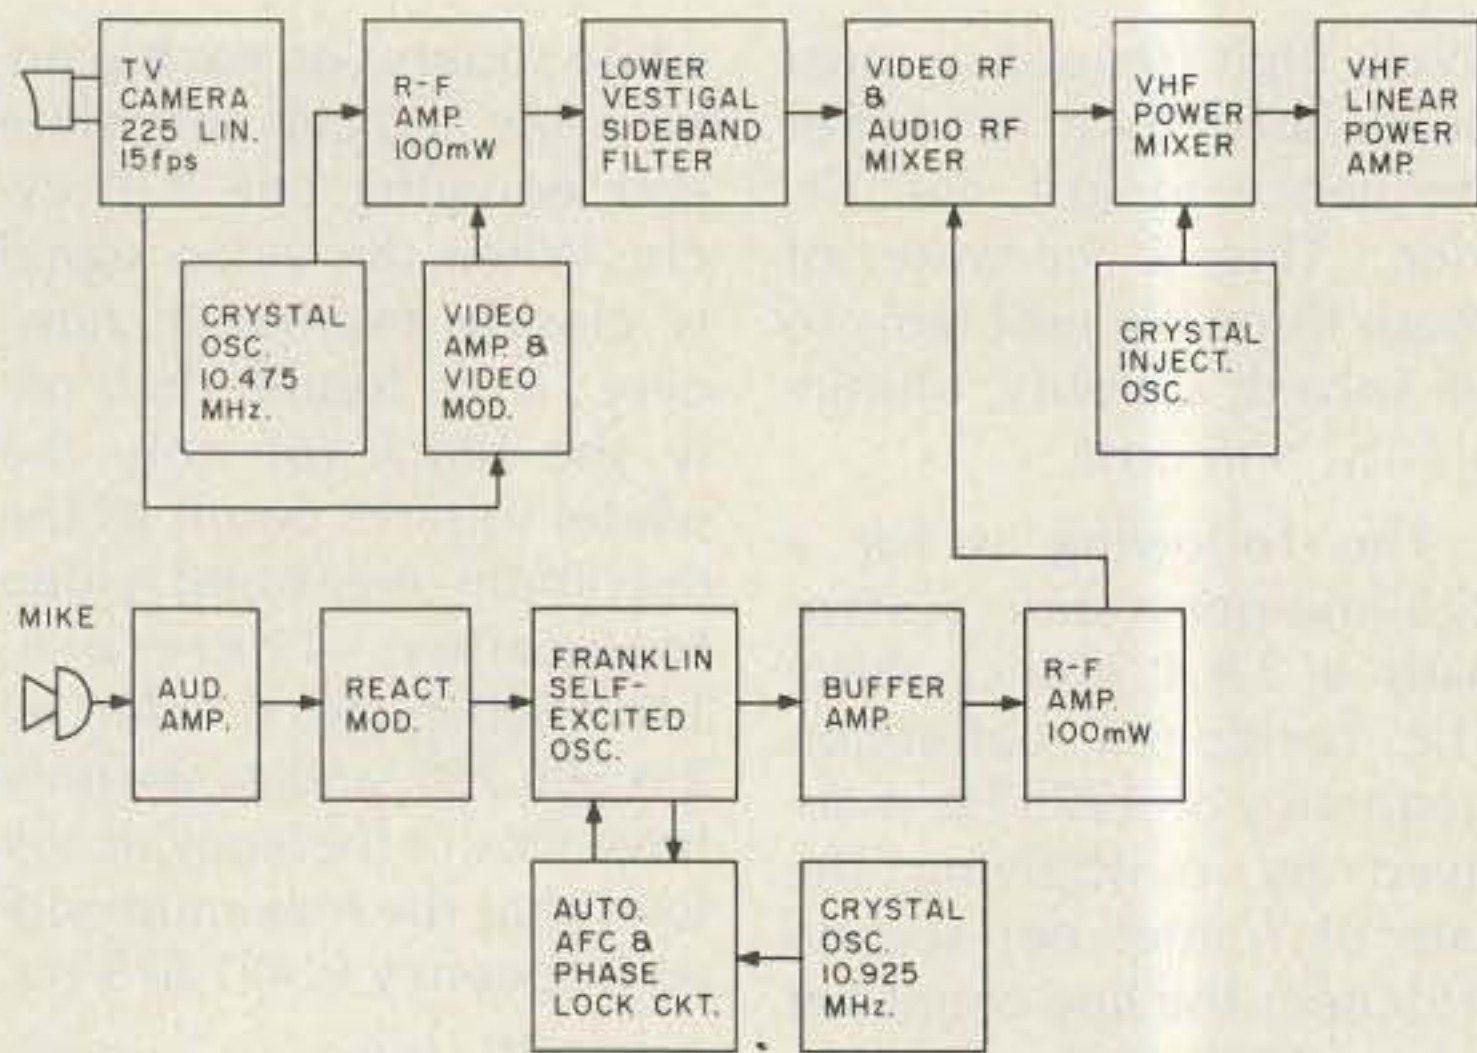 TV
CAMERA
225 LIN.
15fps
R-F
AMP.
100mW
LOWER
VESTIGAL
SIDEBAND
FILTER
VIDEO RF
&
AUDIO RF
MIXER
VHF
POWER
MIXER
VHF
LINEAR
POWER
AMP.
CRYSTAL
OSC.
10.475
MHz.
VIDEO
AMP. &
VIDEO
MOD.
CRYSTAL
INJECT.
OSC.
MIKE
AUD.
AMP.
REACT.
MOD.
FRANKLIN
SELF-
EXCITED
OSC.
BUFFER
AMP.
R-F
AMP.
100mW
AUTO.
AFC &
PHASE
LOCK CKT.
CRYSTAL
OSC.
10.925
MHz.